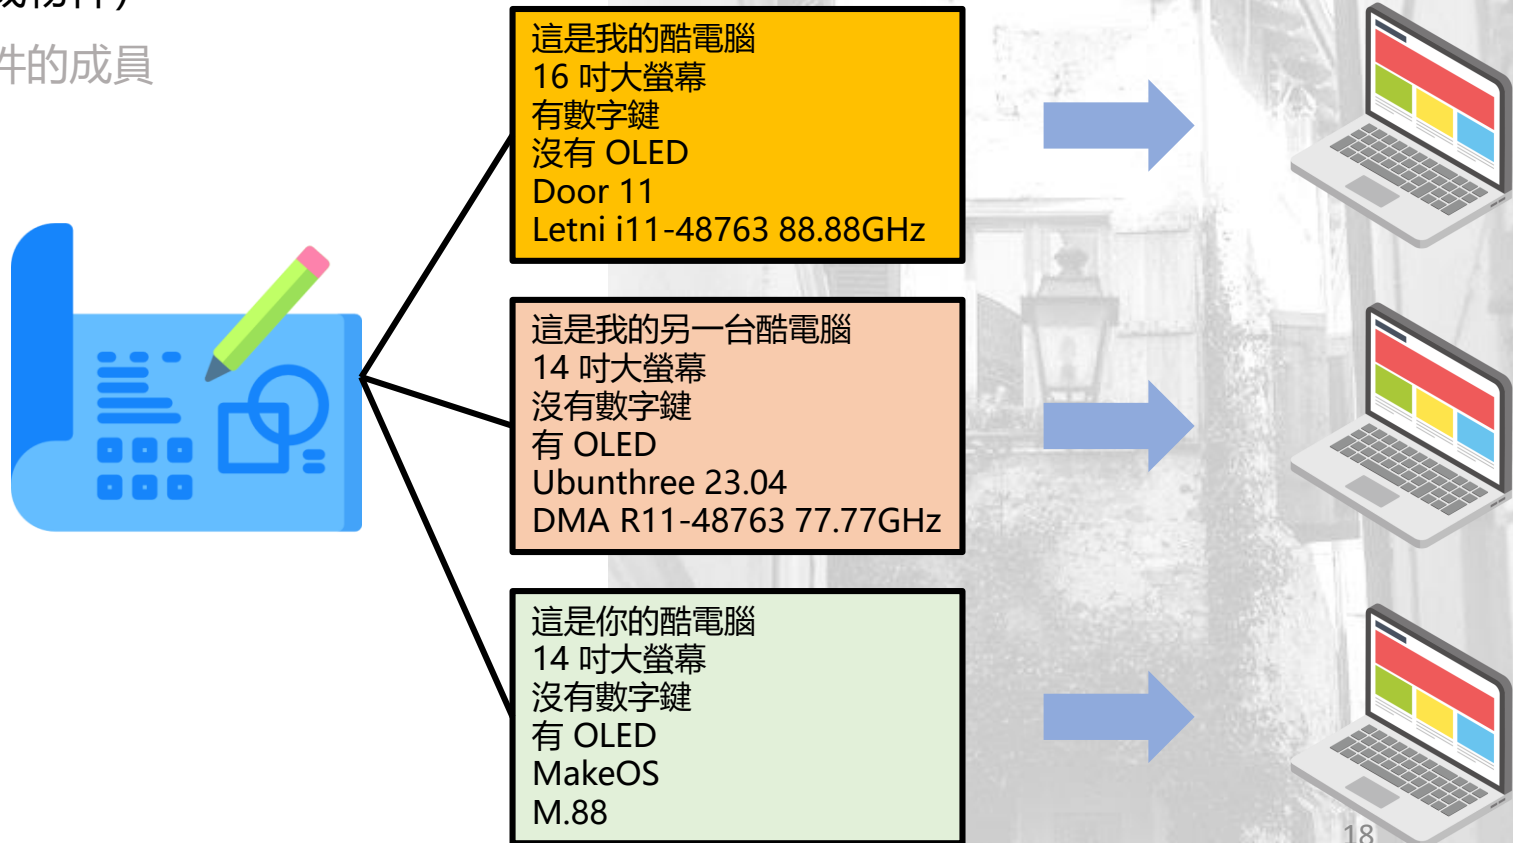 件的成員
這是我的酷電腦
16 吋大螢幕
有數字鍵
沒有 OLED
Door 11
Letni i11-48763 88.88GHz
這是我的另一台酷電腦
14 吋大螢幕
沒有數字鍵
有 OLED
Ubunthree 23.04
DMA R11-48763 77.77GHz
這是你的酷電腦
14 吋大螢幕
沒有數字鍵
有 OLED
MakeOS
M.88
18